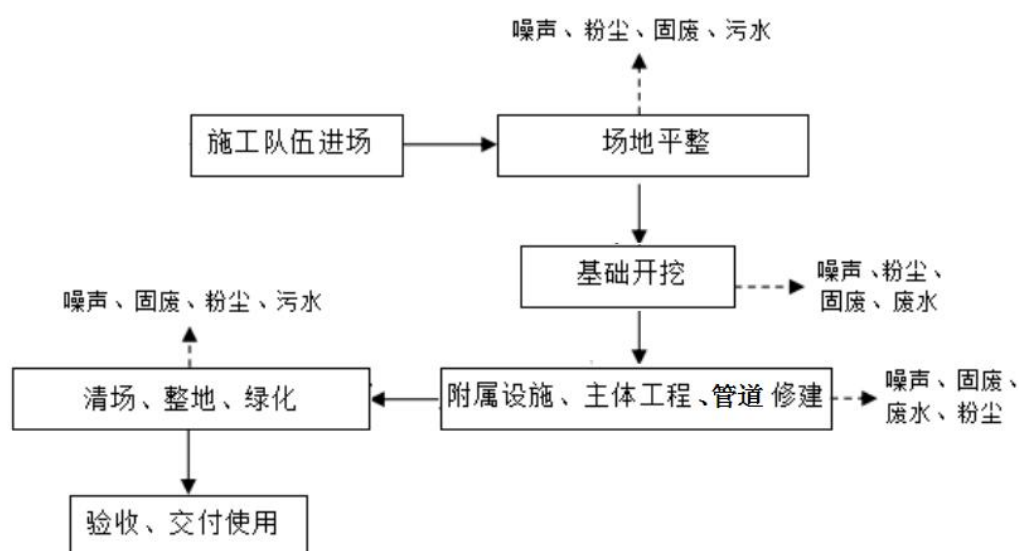 噪声、粉尘、固废、污水
施工队伍进场
场地平整
基础开挖
噪声、粉尘、
固废、废水
噪声、固废、粉尘、污水
清场、整地、绿化
附属设施、主体工程、管道修建
噪声、固废、
废水、粉尘
验收、交付使用